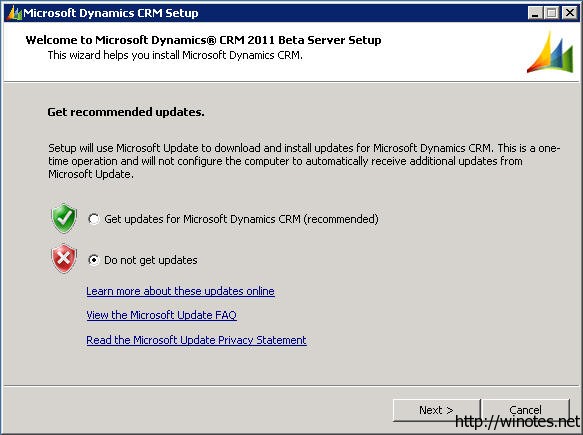 Microsoft Dynamics CRM Setup
Welcome to Microsoft Dynamics® CRM 2011 Beta Server Setup
This wizard helps you install Microsoft Dynamics CRM.
Get recommended updates.
Setup will use Microsoft Update to download and install updates for Microsoft Dynamics CRM. This is a one-
time operation and will not configure the computer to automatically receive additional updates from
Microsoft Update.
Get updates for Microsoft Dynamics CRM (recommended)
Do not get updates
Learn more about these updates online
View the Microsoft Update FAQ
Read the Microsoft Update Privacy Statement
Next > Cancel
http://winotes.net